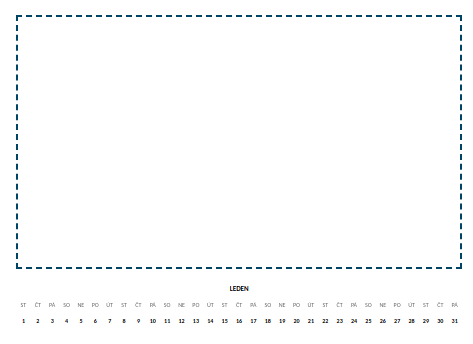 LEDEN
ST ČT PÁ SO NE PO ÚT ST ČT PÁ SO NE PO ÚT ST ČT PÁ SO NE PO ÚT ST ČT PÁ SO NE PO ÚT ST ČT PÁ
1 2 3 4 5 6 7 8 9 10 11 12 13 14 15 16 17 18 19 20 21 22 23 24 25 26 27 28 29 30 31